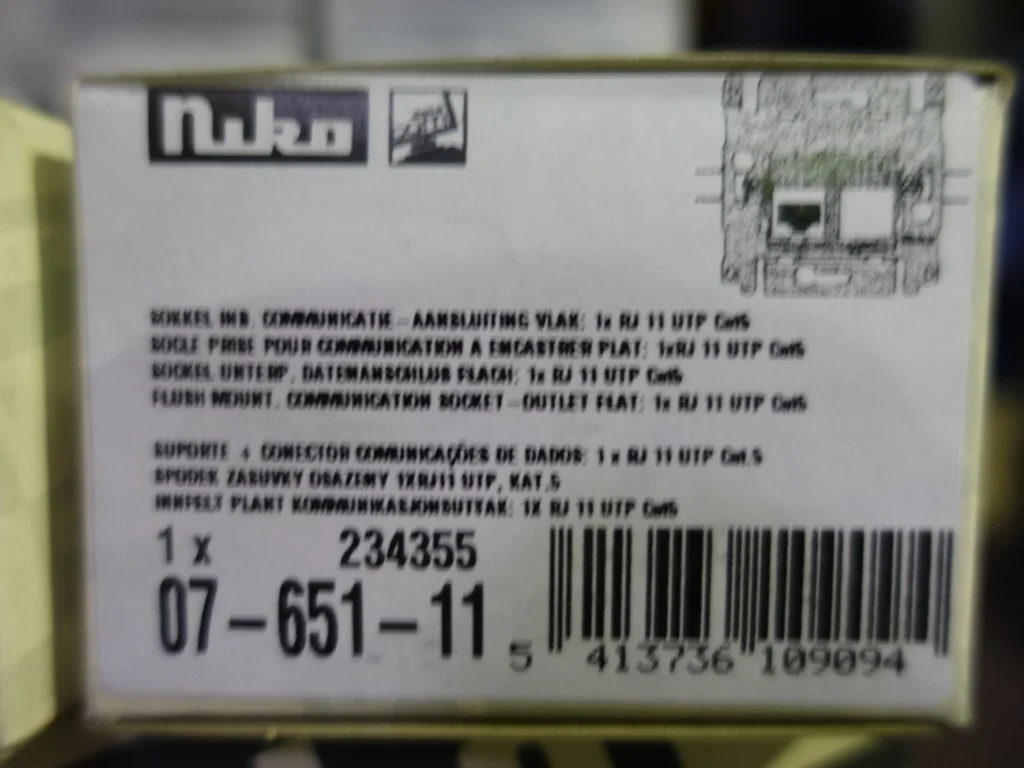 niko
SOKKEL INB. COMMUNICATIE-AANSLUITING VLAK: 1x RJ 11 UTP Cat5
SOCLE PRISE POUR COMMUNICATION A ENCASTRER PLAT: 1xRJ 11 UTP Cat5
SOCKEL UNTERP. DATENANSCHLUB FLACH: 1x RJ 11 UTP Cat5
FLUSH MOUNT. COMMUNICATION SOCKET-OUTLET FLAT: 1x RJ 11 UTP Cat5
SUPORTE + CONECTOR COMUNICAÇÕES DE DADOS: 1 x RJ 11 UTP Cat.5
SPODEK ZASUVKY OSAZENY 1XRJ11 UTP, KAT.5
INNFELT PLANT KOMMUNIKASJONSUTTAK: 1X RJ 11 UTP Cat5
1 x 234355
07-651-11
5 413736 109094